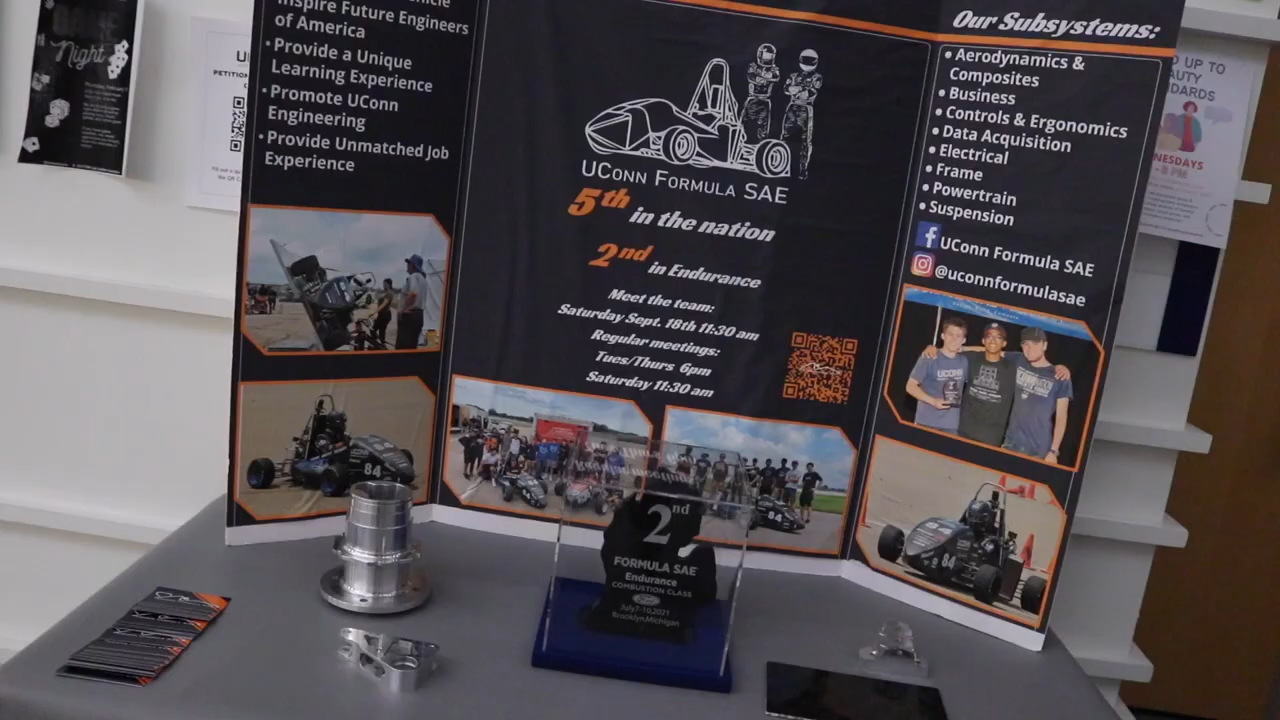 Night
PETITION
Inspire Future Engineers
of America
• Provide a Unique
Learning Experience
• Promote UConn
Engineering
• Provide Unmatched Job
Experience
84
UCONN FORMULA SAE
5th in the nation
2nd in Endurance
Meet the team:
Saturday Sept. 18th 11:30 am
Regular meetings:
Tues/Thurs 6pm
Saturday 11:30 am
84
Our Subsystems:
• Aerodynamics &
Composites
• Business
• Controls & Ergonomics
• Data Acquisition
• Electrical
• Frame
• Powertrain
• Suspension
UConn Formula SAE
@uconnformulasae
UCONN
84
UP TO
2nd
FORMULA SAE
Endurance
COMBUSTION CLASS
Ford
July7-10,2021
Brooklyn,Michigan